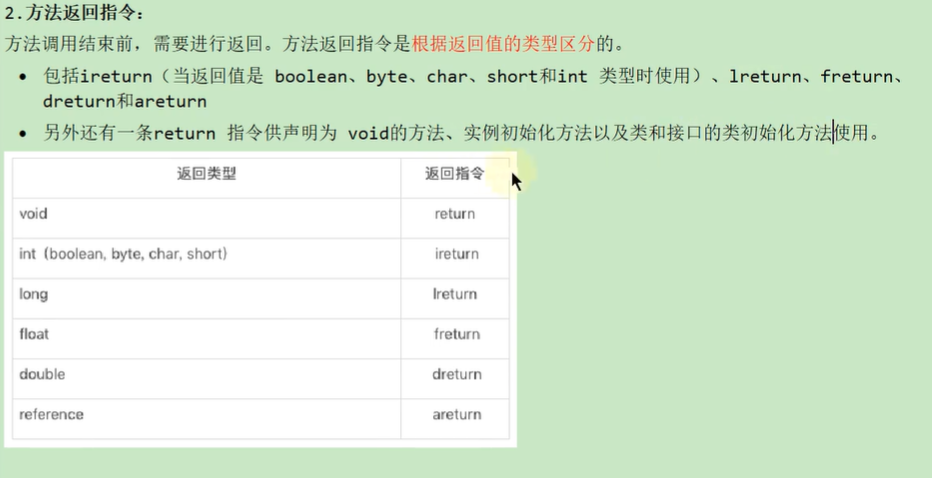 2.方法返回指令：
方法调用结束前，需要进行返回。方法返回指令是根据返回值的类型区分的。
• 包括ireturn（当返回值是 boolean、byte、char、short和int 类型时使用）、lreturn、freturn、
dreturn和areturn
• 另外还有一条return 指令供声明为 void的方法、实例初始化方法以及类和接口的类初始化方法使用。
返回类型 返回指令
void return
int（boolean, byte, char, short) ireturn
long lreturn
float freturn
double dreturn
reference areturn